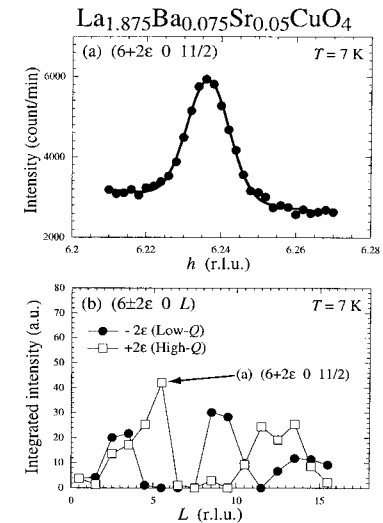 La1.875Ba0.075Sr0.05CuO4
(a) (6+2ε 0 11/2) T = 7 K
Intensity (count/min)
6000
4000
2000
6.2 6.22 6.24 6.26 6.28
h (r.l.u.)
(b) (6±2ε 0 L) T = 7 K
- 2ε (Low-Q)
+2ε (High-Q)
(a) (6+2ε 0 11/2)
Integrated intensity (a.u.)
80
70
60
50
40
30
20
10
0
0 5 10 15
L (r.l.u.)